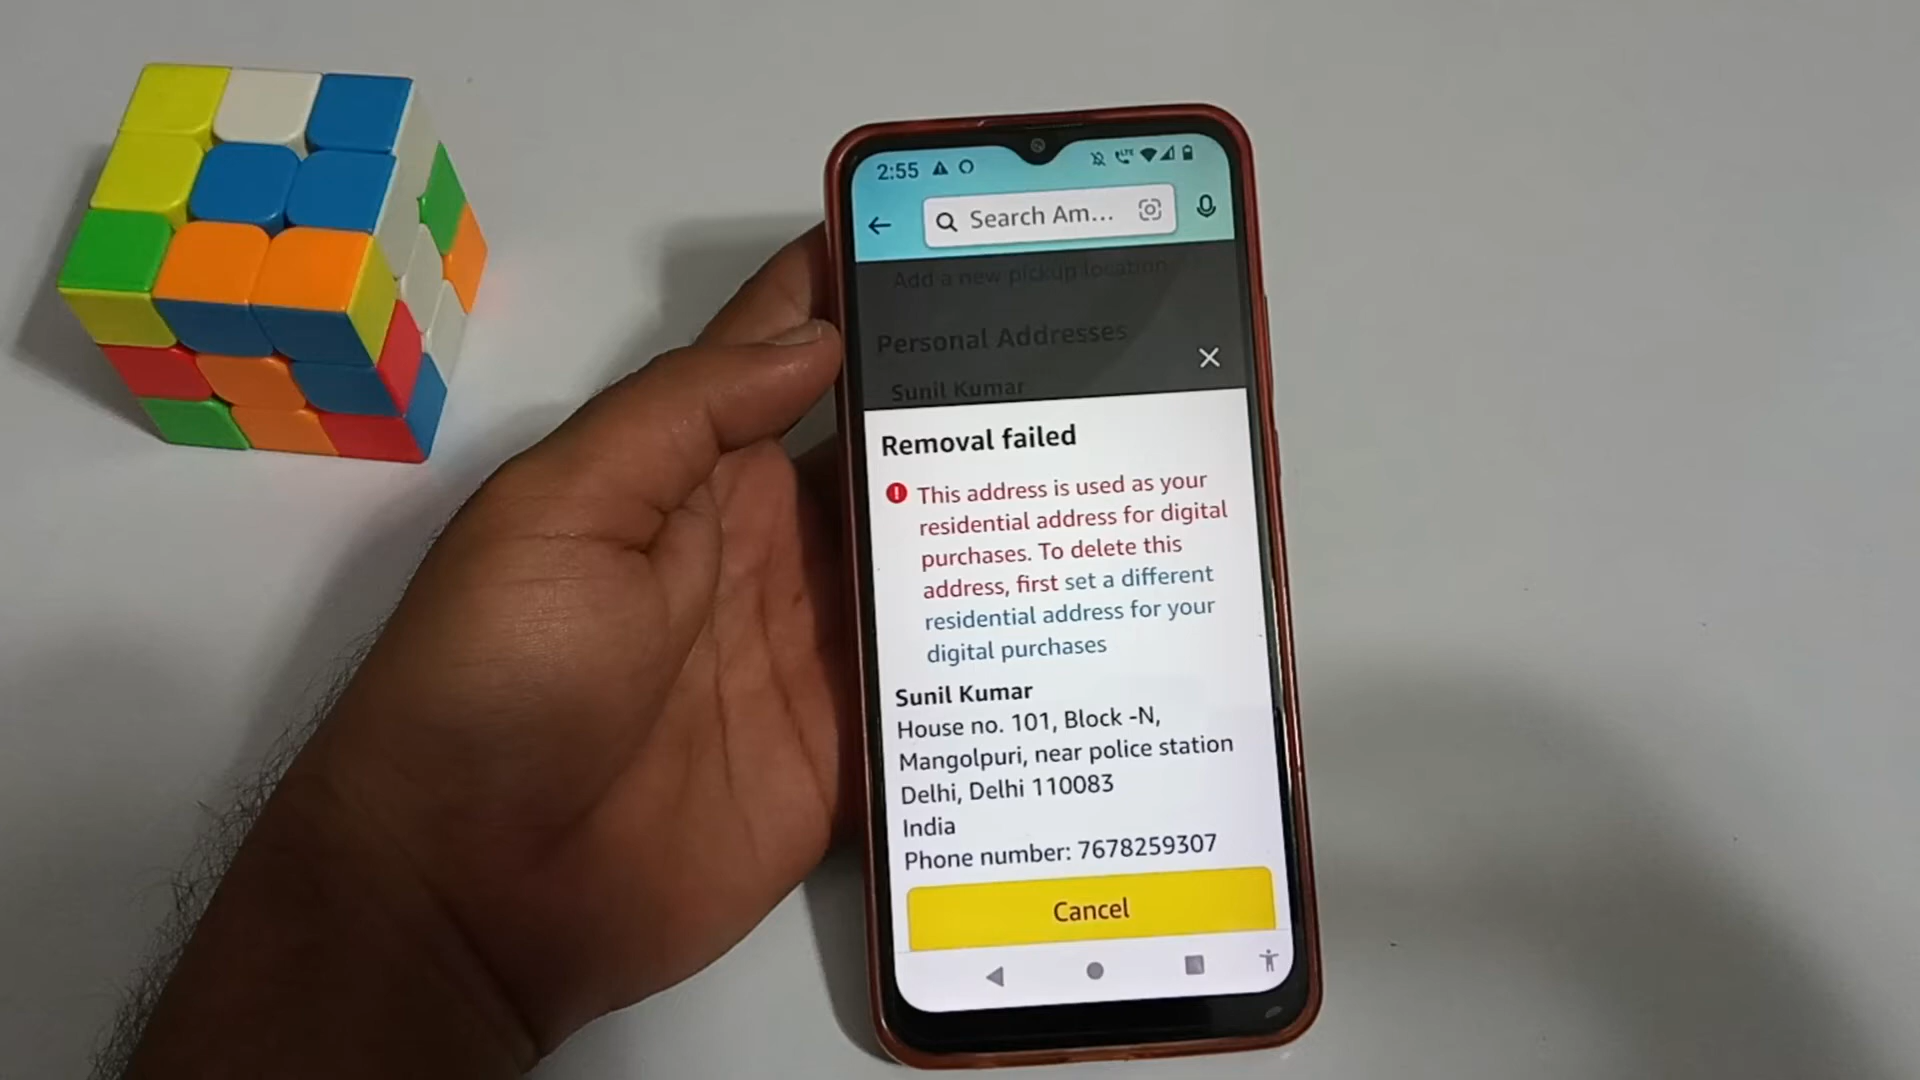 2:55
Search Am...
Add a new pickup location
Personal Addresses
Sunil Kumar
Removal failed
This address is used as your
residential address for digital
purchases. To delete this
address, first set a different
residential address for your
digital purchases
Sunil Kumar
House no. 101, Block -N,
Mangolpuri, near police station
Delhi, Delhi 110083
India
Phone number: 7678259307
Cancel